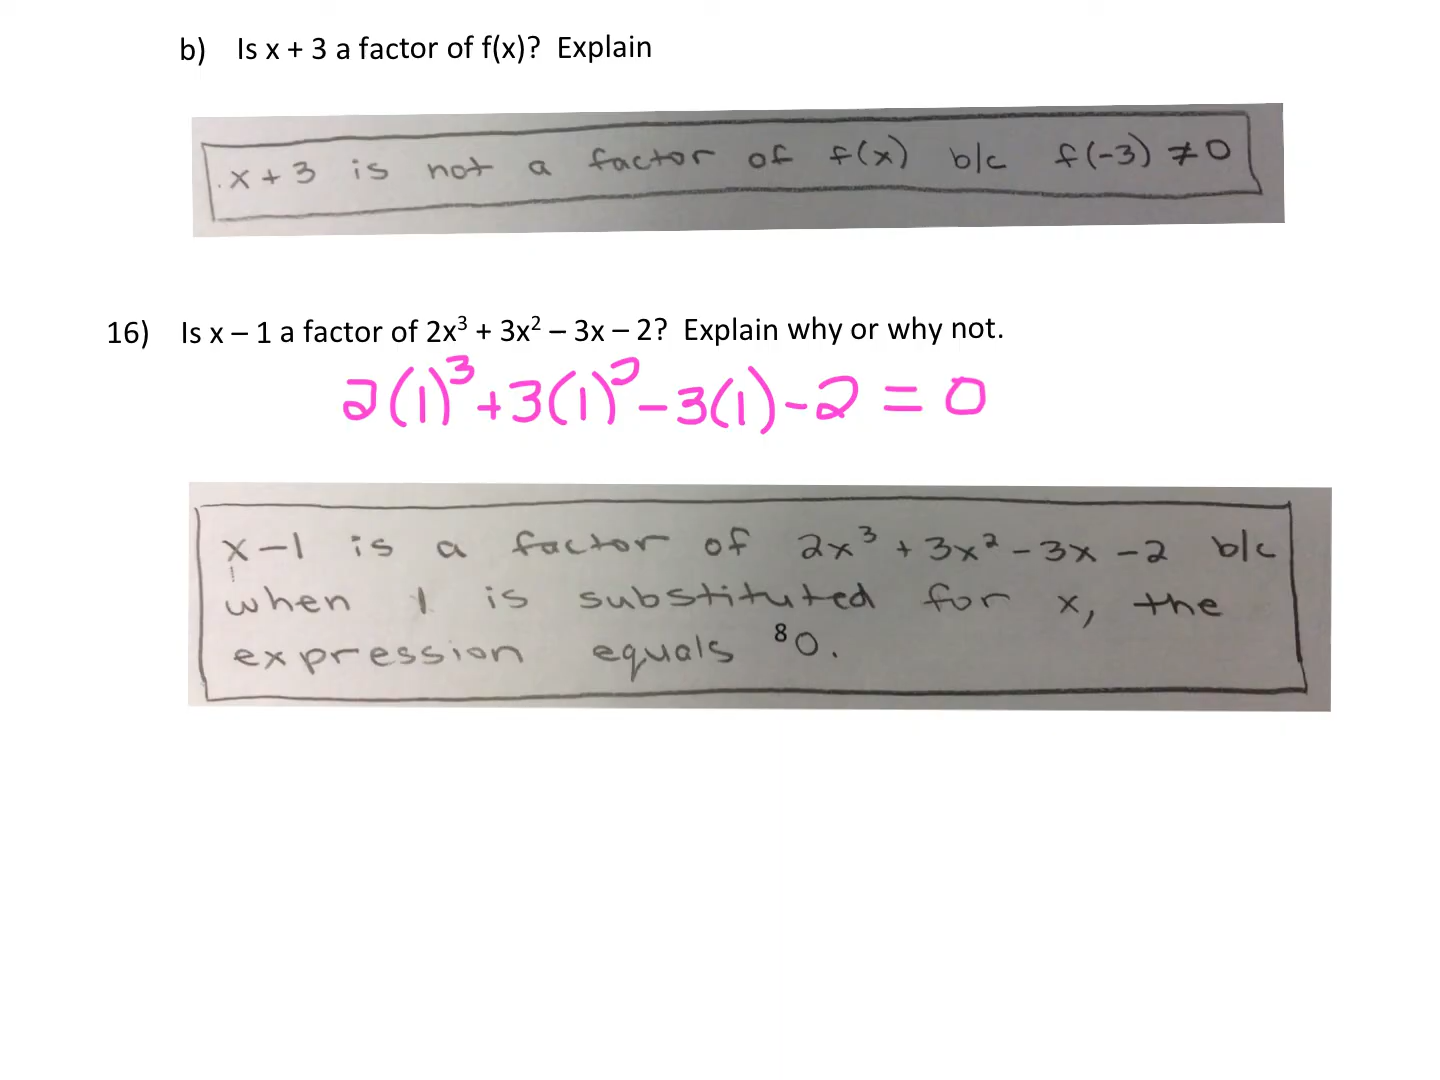 b) Is x + 3 a factor of f(x)? Explain
x + 3 is not a factor of f(x) b/c f(-3) ≠ 0
16) Is x – 1 a factor of 2x³ + 3x² – 3x – 2? Explain why or why not.
2(1)³+3(1)²-3(1)-2 = 0
x-1 is a factor of 2x³ + 3x² - 3x - 2 b/c
when 1 is substituted for x, the
expression equals 0.
8